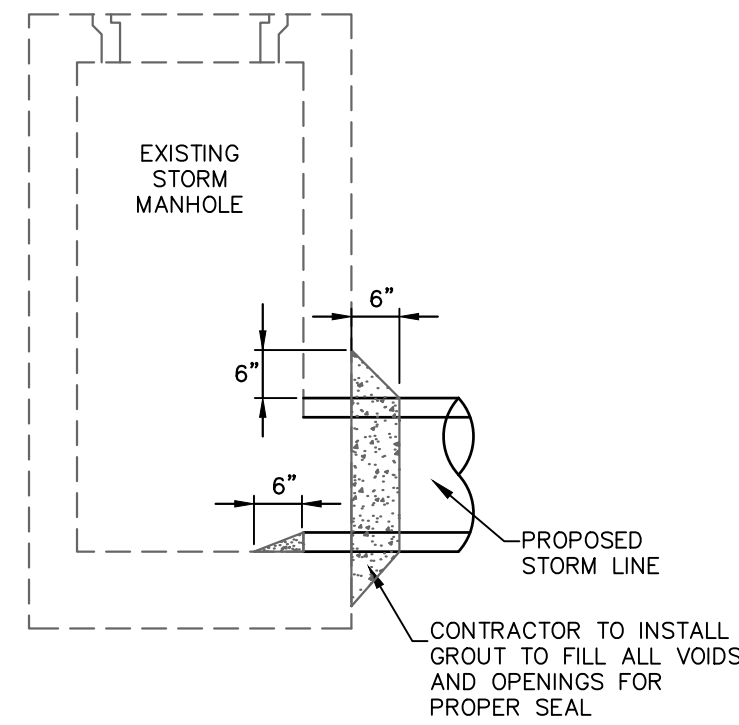 EXISTING
STORM
MANHOLE
6”
6”
6”
PROPOSED
STORM LINE
CONTRACTOR TO INSTALL
GROUT TO FILL ALL VOIDS
AND OPENINGS FOR
PROPER SEAL